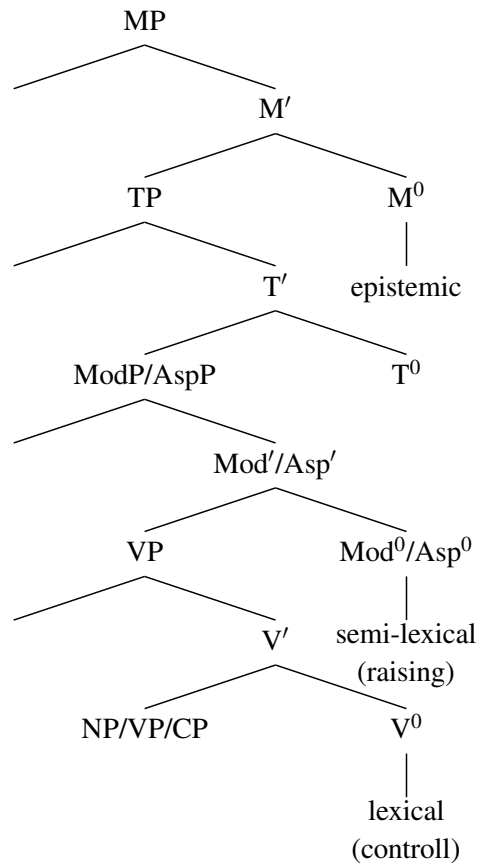 MP
M′
TP M⁰
T′ epistemic
ModP/AspP T⁰
Mod′/Asp′
VP Mod⁰/Asp⁰
V′ semi-lexical
(raising)
NP/VP/CP V⁰
lexical
(controll)